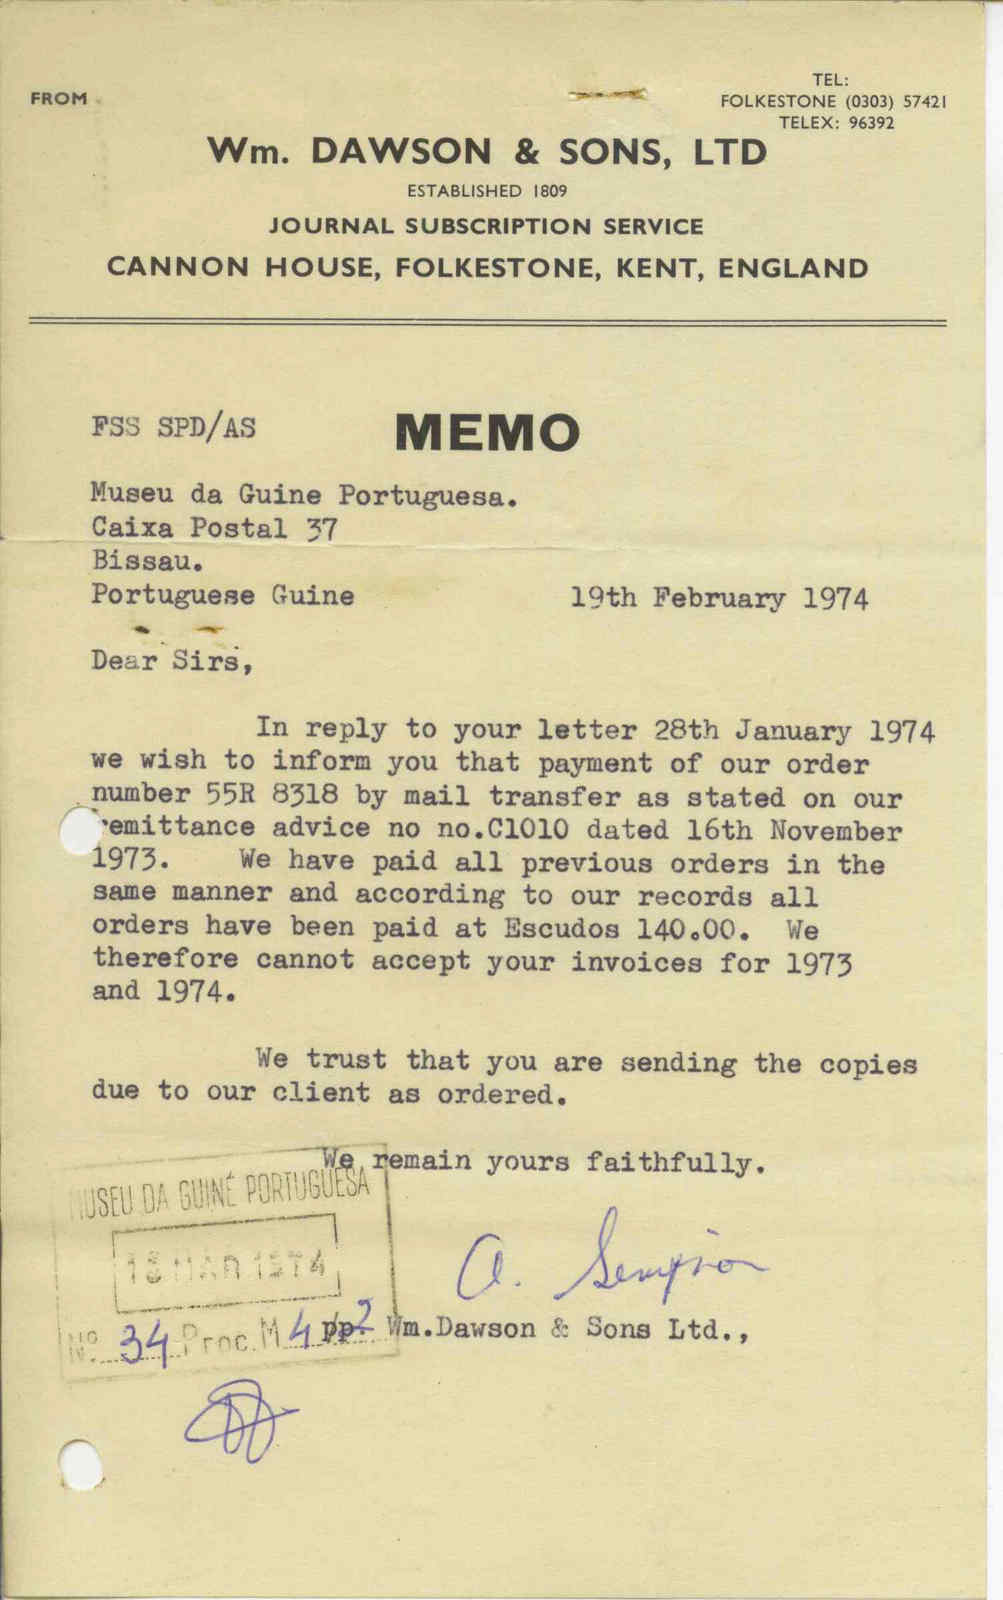 FROM
TEL:
FOLKESTONE (0303) 57421
TELEX: 96392
Wm. DAWSON & SONS, LTD
ESTABLISHED 1809
JOURNAL SUBSCRIPTION SERVICE
CANNON HOUSE, FOLKESTONE, KENT, ENGLAND
FSS SPD/AS
MEMO
Museu da Guine Portuguesa.
Caixa Postal 37
Bissau.
Portuguese Guine
19th February 1974
Dear Sirs,
In reply to your letter 28th January 1974
we wish to inform you that payment of our order
number 55R 8318 by mail transfer as stated on our
remittance advice no no.C1010 dated 16th November
1973. We have paid all previous orders in the
same manner and according to our records all
orders have been paid at Escudos 140.00. We
therefore cannot accept your invoices for 1973
and 1974.
We trust that you are sending the copies
due to our client as ordered.
We remain yours faithfully.
MUSEU DA GUINÉ PORTUGUESA
MAR 1974
Nº 34 Proc. M 4
A.
pp. Wm.Dawson & Sons Ltd.,